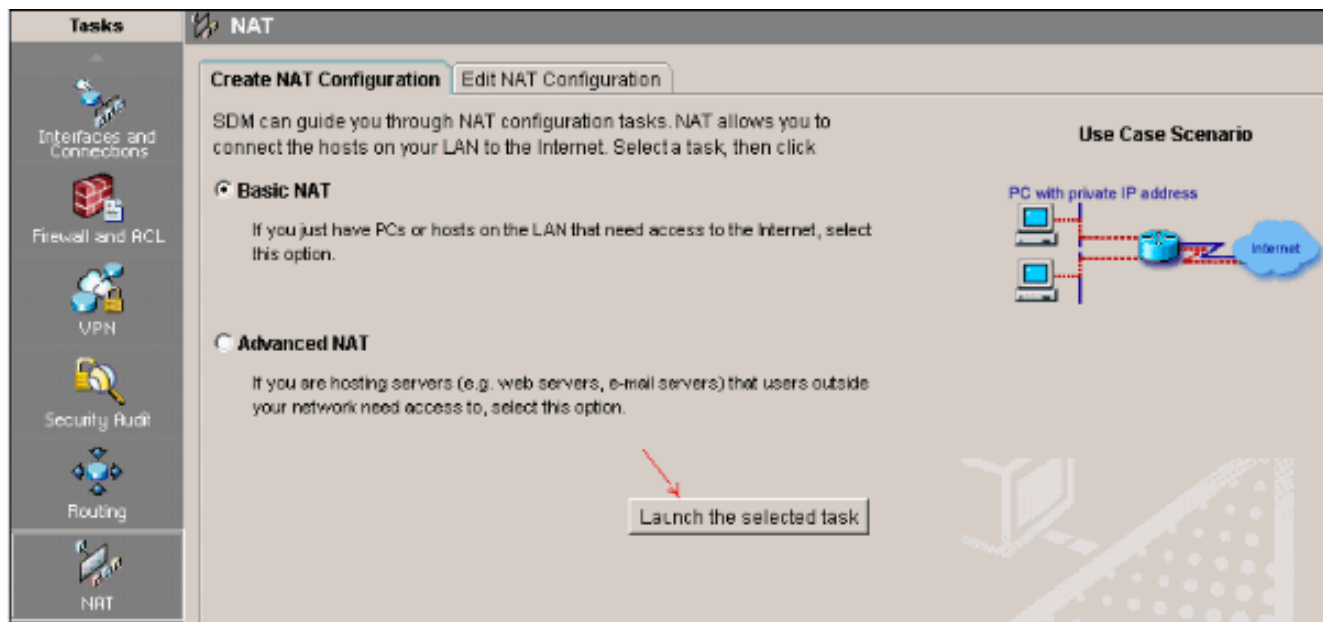 Tasks
NAT
Interfaces and
Connections
Firewall and ACL
VPN
Security Audit
Routing
NAT
Create NAT Configuration
Edit NAT Configuration
SDM can guide you through NAT configuration tasks. NAT allows you to
connect the hosts on your LAN to the Internet. Select a task, then click
Basic NAT
If you just have PCs or hosts on the LAN that need access to the Internet, select
this option.
Advanced NAT
If you are hosting servers (e.g. web servers, e-mail servers) that users outside
your network need access to, select this option.
Launch the selected task
Use Case Scenario
PC with private IP address
Internet